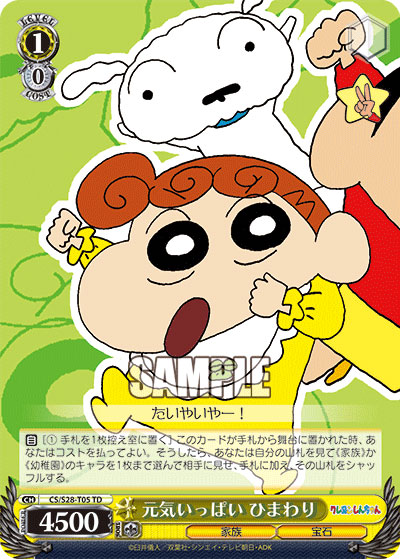 LEVEL
1
0
COST
SAMPLE
たいやいやー！
自 [① 手札を1枚控え室に置く] このカードが手札から舞台に置かれた時、あ
なたはコストを払ってよい。そうしたら、あなたは自分の山札を見て《家族》か
《幼稚園》のキャラを1枚まで選んで相手に見せ、手札に加え、その山札をシャッ
フルする。
CH CS/S28-T05 TD
元気いっぱい ひまわり
クレヨンしんちゃん
4500
家族 宝石
©臼井儀人／双葉社・シンエイ・テレビ朝日・ADK